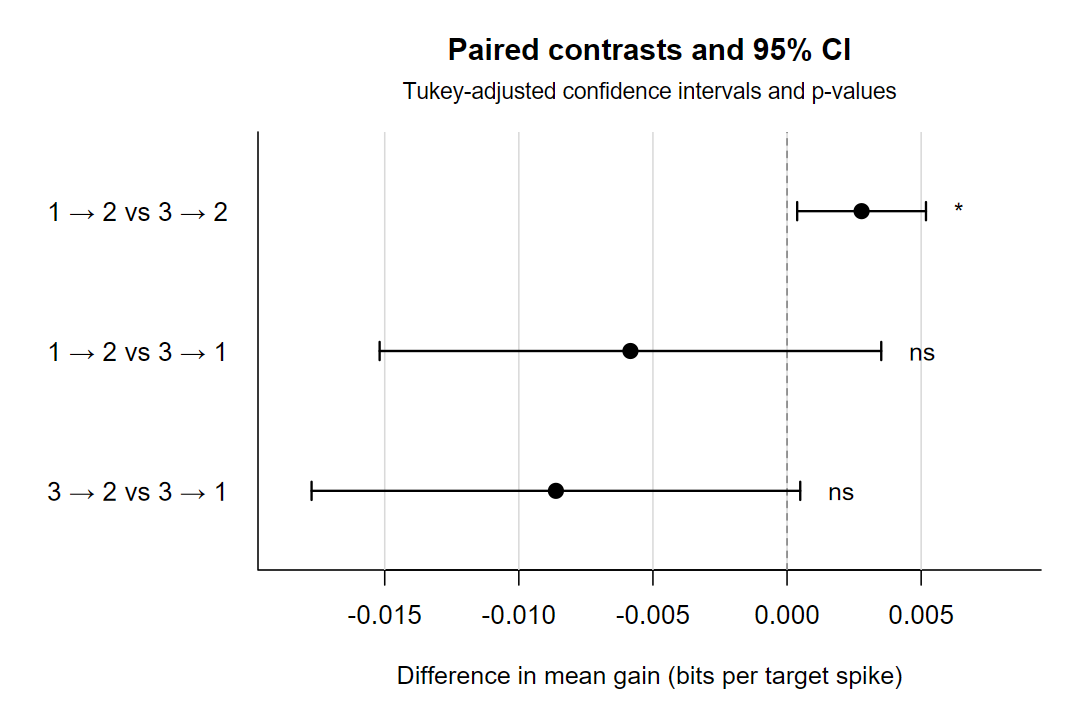 Paired contrasts and 95% CI
Tukey-adjusted confidence intervals and p-values
1 → 2 vs 3 → 2
*
1 → 2 vs 3 → 1
ns
3 → 2 vs 3 → 1
ns
-0.015 -0.010 -0.005 0.000 0.005
Difference in mean gain (bits per target spike)